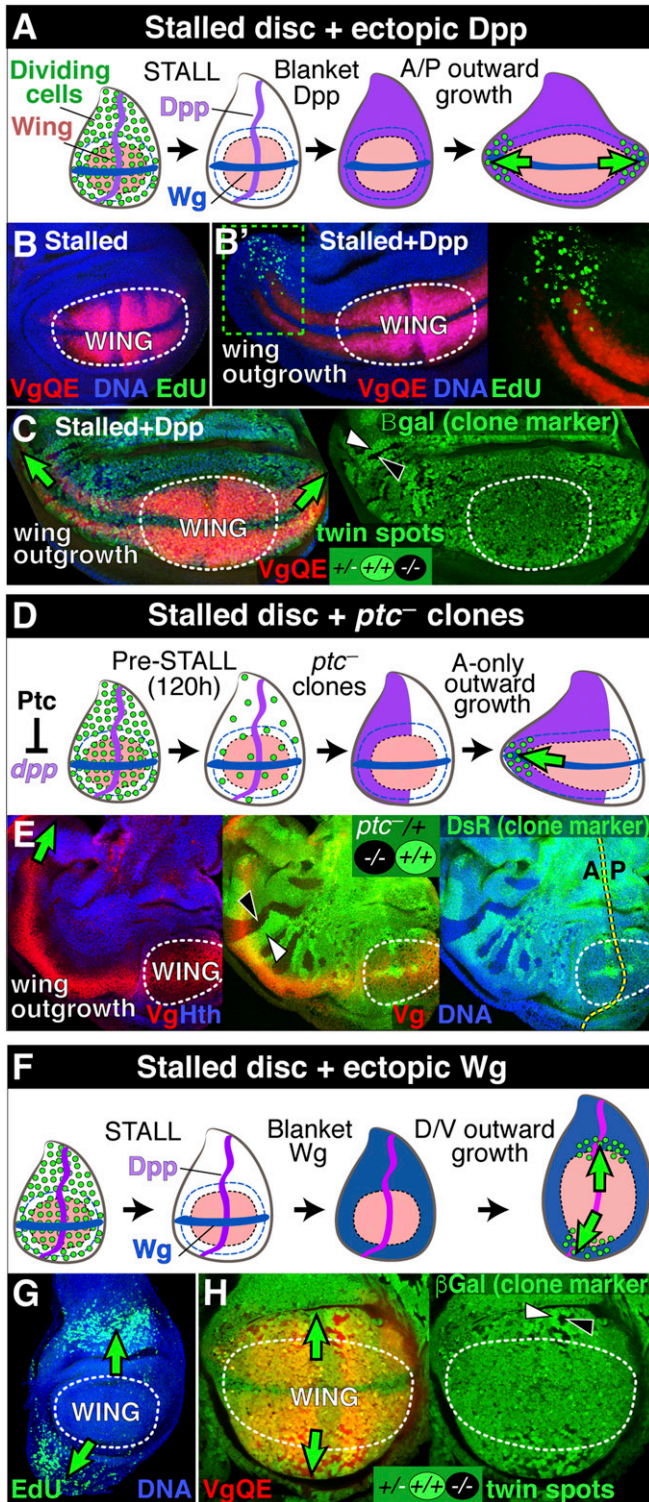 A Stalled disc + ectopic Dpp
Dividing cells
Wing
STALL
Dpp
Wg
Blanket Dpp
A/P outward growth
B Stalled
WING
VgQE DNA EdU
B' Stalled+Dpp
wing outgrowth
WING
VgQE DNA
EdU
C Stalled+Dpp
wing outgrowth
WING
VgQE
Βgal (clone marker)
twin spots
+/- +/+ -/-
D Stalled disc + ptc– clones
Ptc
dpp
Pre-STALL (120h)
ptc– clones
A-only outward growth
E
wing outgrowth
WING
VgHth
ptc–/+
-/- +/+
Vg
DsR (clone marker)
A P
DNA
F Stalled disc + ectopic Wg
STALL
Dpp
Wg
Blanket Wg
D/V outward growth
G
WING
EdU DNA
H
WING
VgQE
βGal (clone marker)
+/- +/+ -/- twin spots